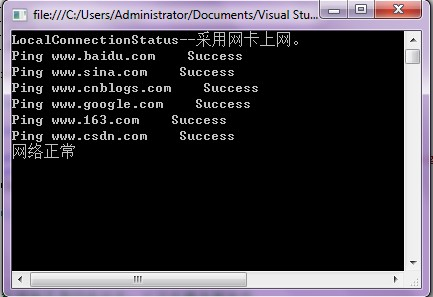 file:///C:/Users/Administrator/Documents/Visual Stu...
LocalConnectionStatus--采用网卡上网。
Ping www.baidu.com    Success
Ping www.sina.com    Success
Ping www.cnblogs.com    Success
Ping www.google.com    Success
Ping www.163.com    Success
Ping www.csdn.com    Success
网络正常